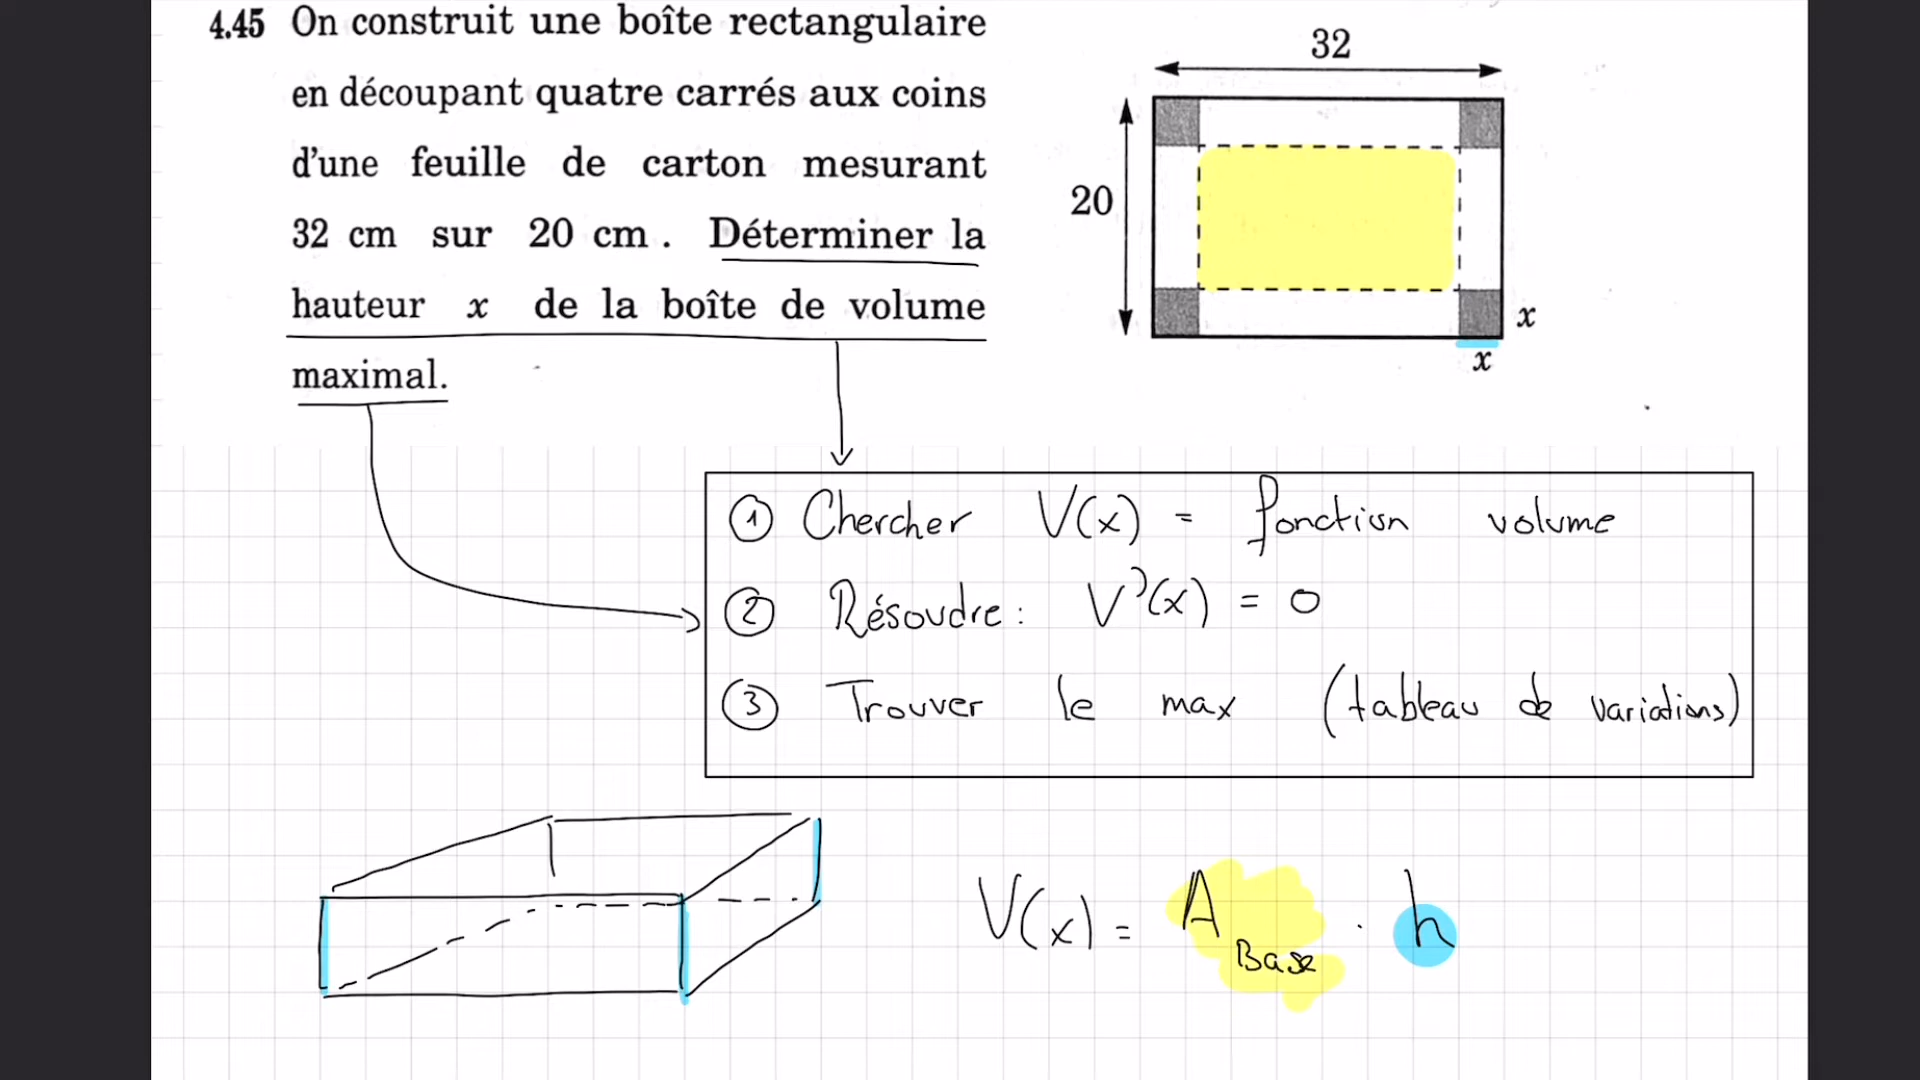 4.45 On construit une boîte rectangulaire
en découpant quatre carrés aux coins
d'une feuille de carton mesurant
32 cm sur 20 cm. Déterminer la
hauteur x de la boîte de volume
maximal.
32
20
x
x
① Chercher V(x) = fonction volume
② Résoudre: V'(x) = 0
③ Trouver le max (tableau de variations)
V(x) = A Base · h